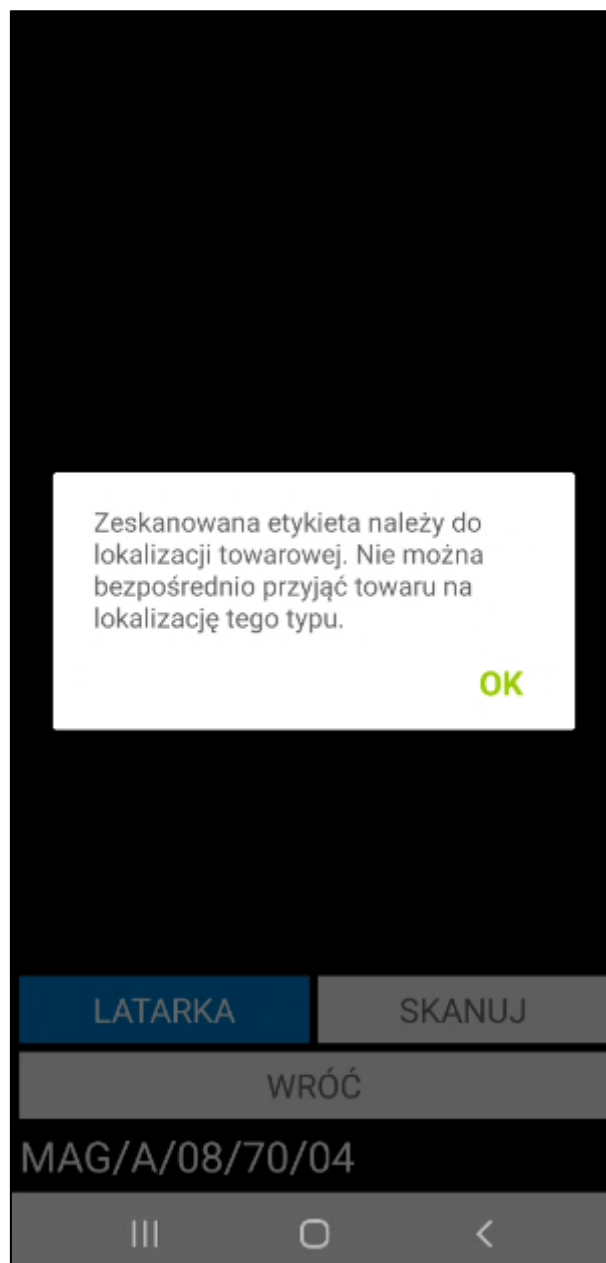 Zeskanowana etykieta należy do
lokalizacji towarowej. Nie można
bezpośrednio przyjąć towaru na
lokalizację tego typu.
OK
LATARKA SKANUJ
WRÓĆ
MAG/A/08/70/04